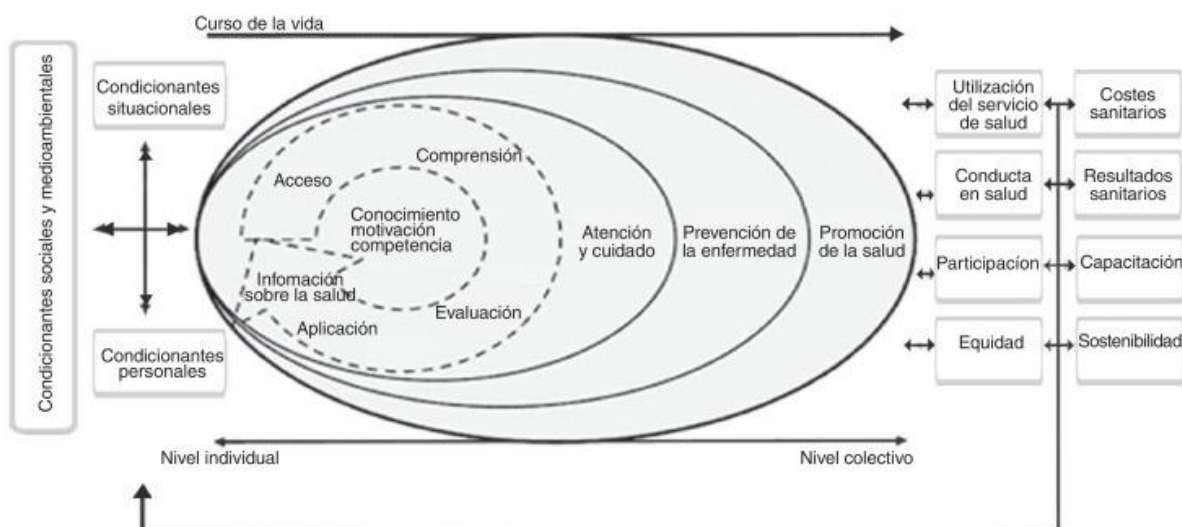 Curso de la vida
Condicionantes sociales y medioambientales
Condicionantes
situacionales
Condicionantes
personales
Acceso
Comprensión
Conocimiento
motivación
competencia
Infomación
sobre la salud
Aplicación
Evaluación
Atención
y cuidado
Prevención de
la enfermedad
Promoción
de la salud
Utilización
del servicio
de salud
Costes
sanitarios
Conducta
en salud
Resultados
sanitarios
Participacíon
Capacitación
Equidad
Sostenibilidad
Nivel individual
Nivel colectivo